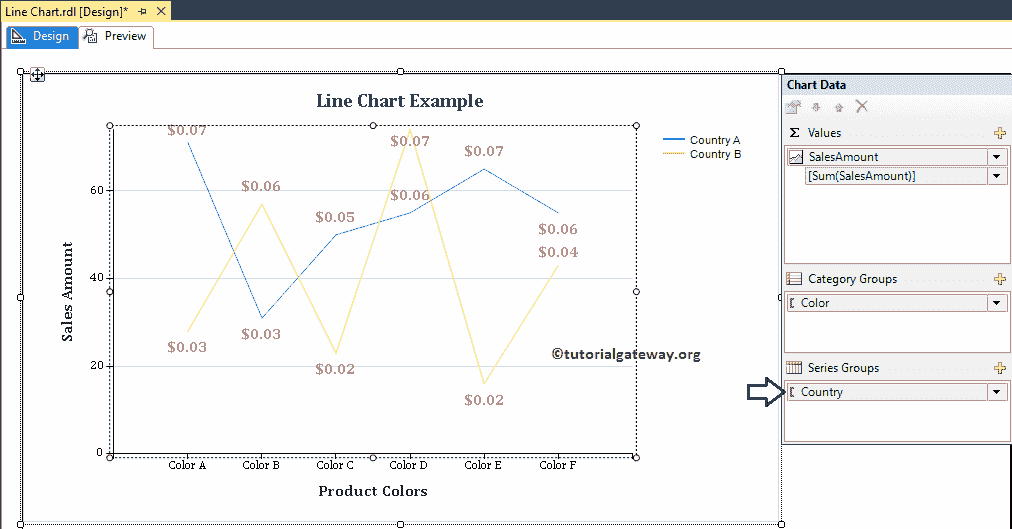 Line Chart.rdl [Design]*
Design Preview
Line Chart Example
$0.07
$0.07
$0.07
$0.06
$0.06
$0.05
$0.06
$0.04
$0.03
$0.03
$0.02
$0.02
60
40
20
0
Sales Amount
Color A Color B Color C Color D Color E Color F
Product Colors
©tutorialgateway.org
Country A
Country B
Chart Data
Σ Values
SalesAmount
[Sum(SalesAmount)]
Category Groups
Color
Series Groups
Country